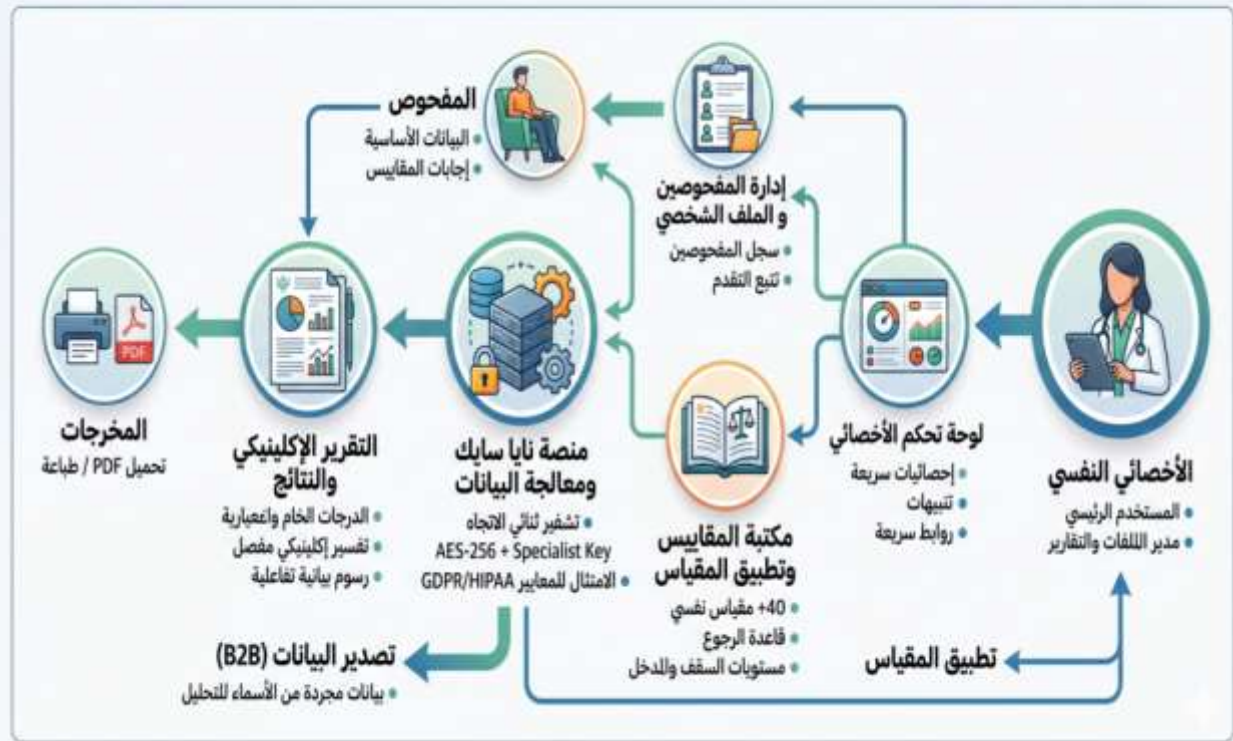 الأخصائي النفسي
المستخدم الرئيسي
مدير الللفات والتقارير
لوحة تحكم الأخصائي
إحصائيات سريعة
تنبيهات
روابط سريعة
إدارة المفحوصين
و الملف الشخصي
سجل المفحوصين
تتبع التقدم
المفحوص
البيانات الأساسية
إجابات المقاييس
مكتبة المقاييس
وتطبيق المقياس
40+ مقياس نفسي
قاعدة الرجوع
مستويات السقف والمدخل
منصة نايا سايك
ومعالجة البيانات
تشفير ثنائي الاتجاه
AES-256 + Specialist Key
الامتثال للمعايير GDPR/HIPAA
التقرير الإكلينيكي
والنتائج
الدرجات الخام واعبارية
تفسير إكلينيكي مفصل
رسوم بيانية تفاعلية
PDF
المخرجات
تحميل PDF / طباعة
تطبيق المقياس
تصدير البيانات (B2B)
بيانات مجردة من الأسماء للتحليل